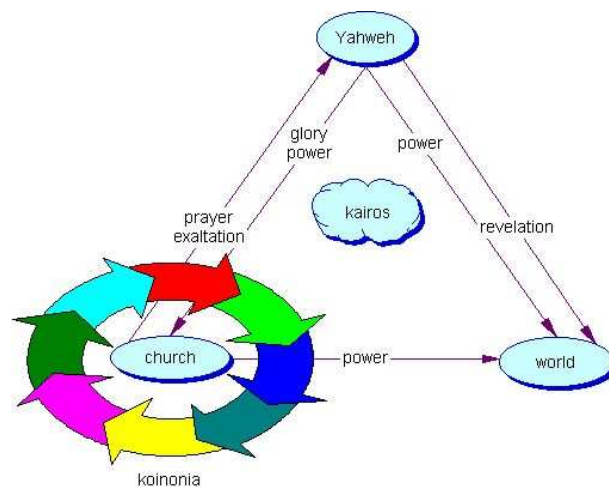 Yahweh
glory
power
power
kairos
prayer
exaltation
revelation
church
power
world
koinonia